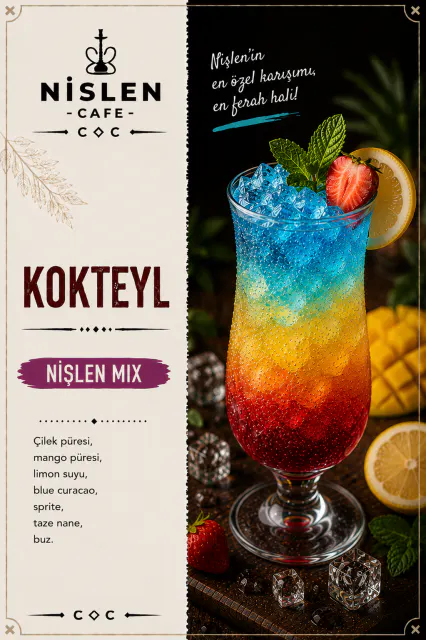 NİSLEN
-CAFE-
C◇C
Nişlen'in
en özel karışımı,
en ferah hali!
KOKTEYL
NİŞLEN MIX
Çilek püresi,
mango püresi,
limon suyu,
blue curacao,
sprite,
taze nane,
buz.
C◇C